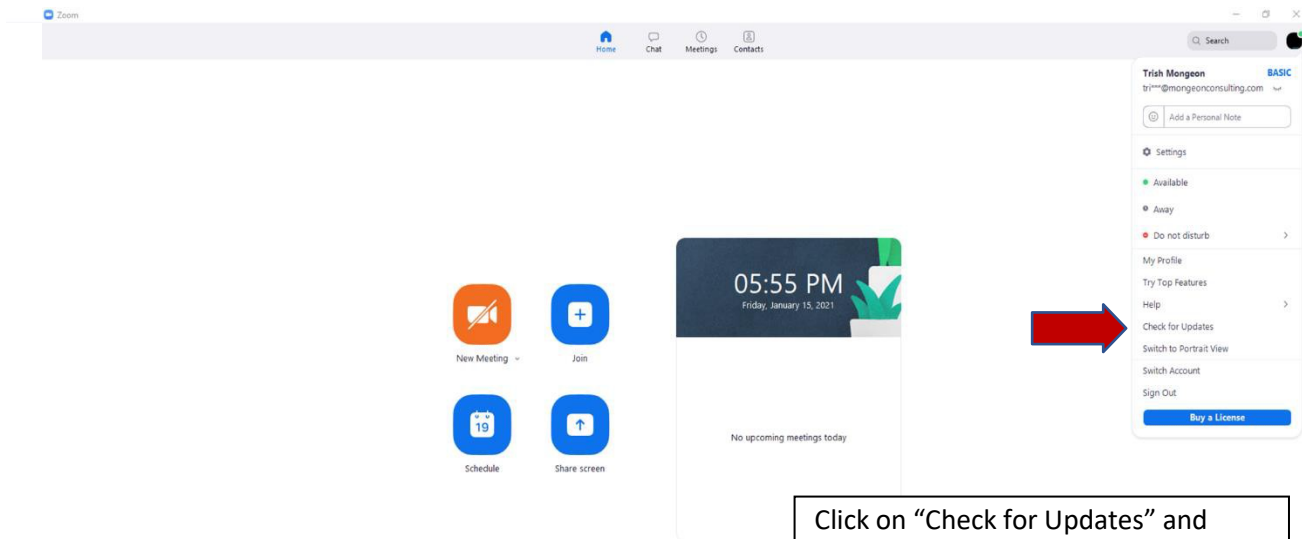 Zoom
Home Chat Meetings Contacts
Search
Trish Mongeon BASIC
tri***@mongeonconsulting.com
Add a Personal Note
Settings
Available
Away
Do not disturb
My Profile
Try Top Features
Help
Check for Updates
Switch to Portrait View
Switch Account
Sign Out
Buy a License
05:55 PM
Friday, January 15, 2021
New Meeting Join
19
Schedule Share screen
No upcoming meetings today
Click on “Check for Updates” and